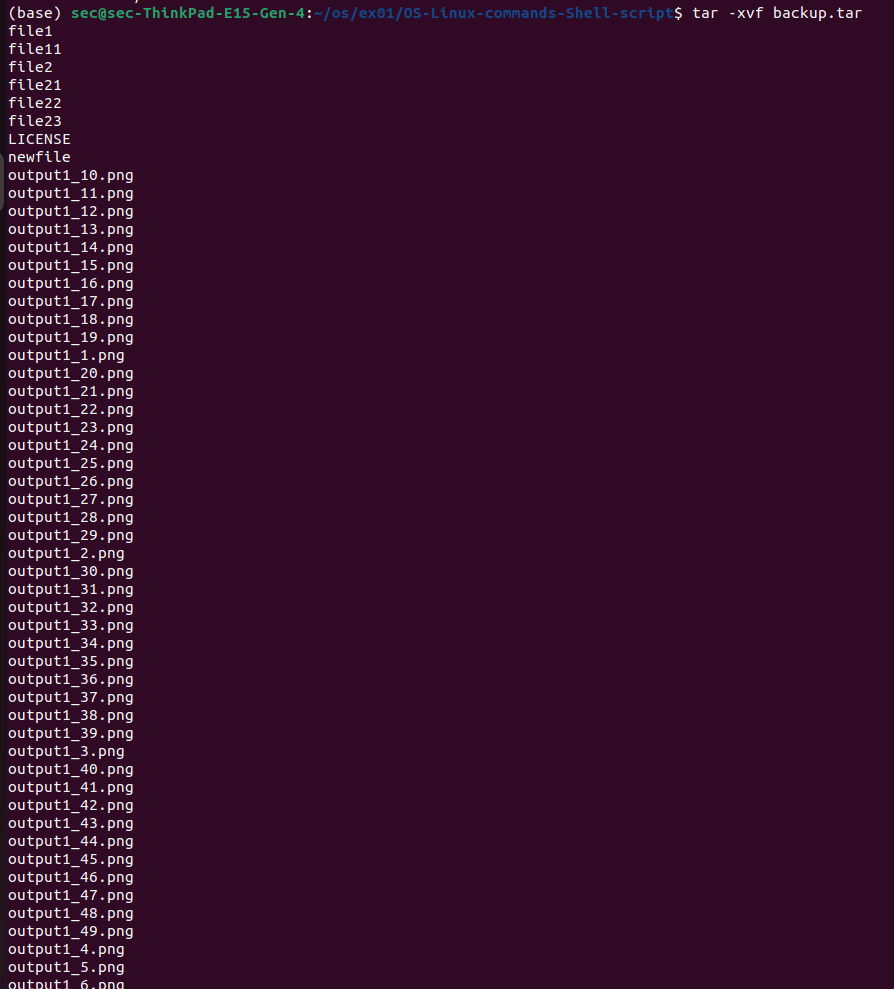 (base) sec@sec-ThinkPad-E15-Gen-4:~/os/ex01/OS-Linux-commands-Shell-script$ tar -xvf backup.tar
file1
file11
file2
file21
file22
file23
LICENSE
newfile
output1_10.png
output1_11.png
output1_12.png
output1_13.png
output1_14.png
output1_15.png
output1_16.png
output1_17.png
output1_18.png
output1_19.png
output1_1.png
output1_20.png
output1_21.png
output1_22.png
output1_23.png
output1_24.png
output1_25.png
output1_26.png
output1_27.png
output1_28.png
output1_29.png
output1_2.png
output1_30.png
output1_31.png
output1_32.png
output1_33.png
output1_34.png
output1_35.png
output1_36.png
output1_37.png
output1_38.png
output1_39.png
output1_3.png
output1_40.png
output1_41.png
output1_42.png
output1_43.png
output1_44.png
output1_45.png
output1_46.png
output1_47.png
output1_48.png
output1_49.png
output1_4.png
output1_5.png
output1_6.png